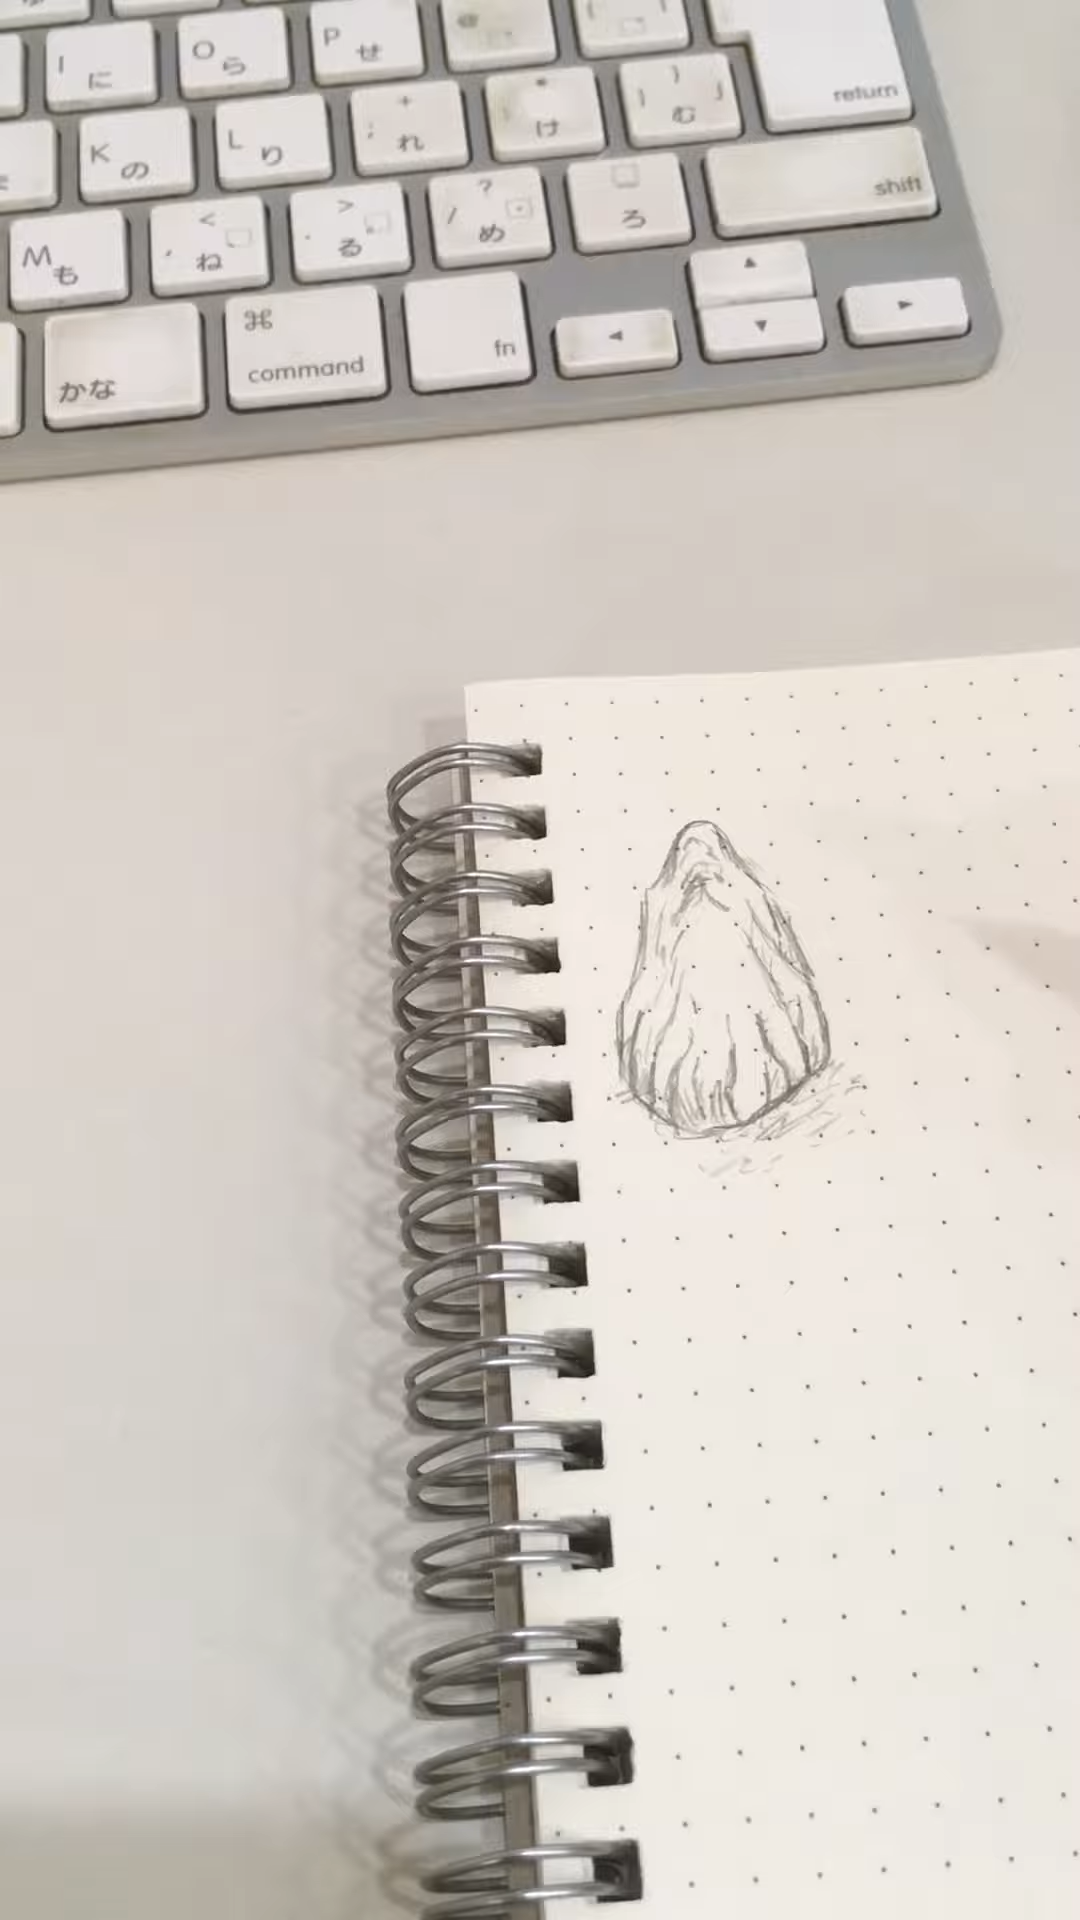 I に O ら P せ
return
K の L り + ; れ * け } ] む
shift
M も < , ね > . る ? / め ろ
かな ⌘ command fn